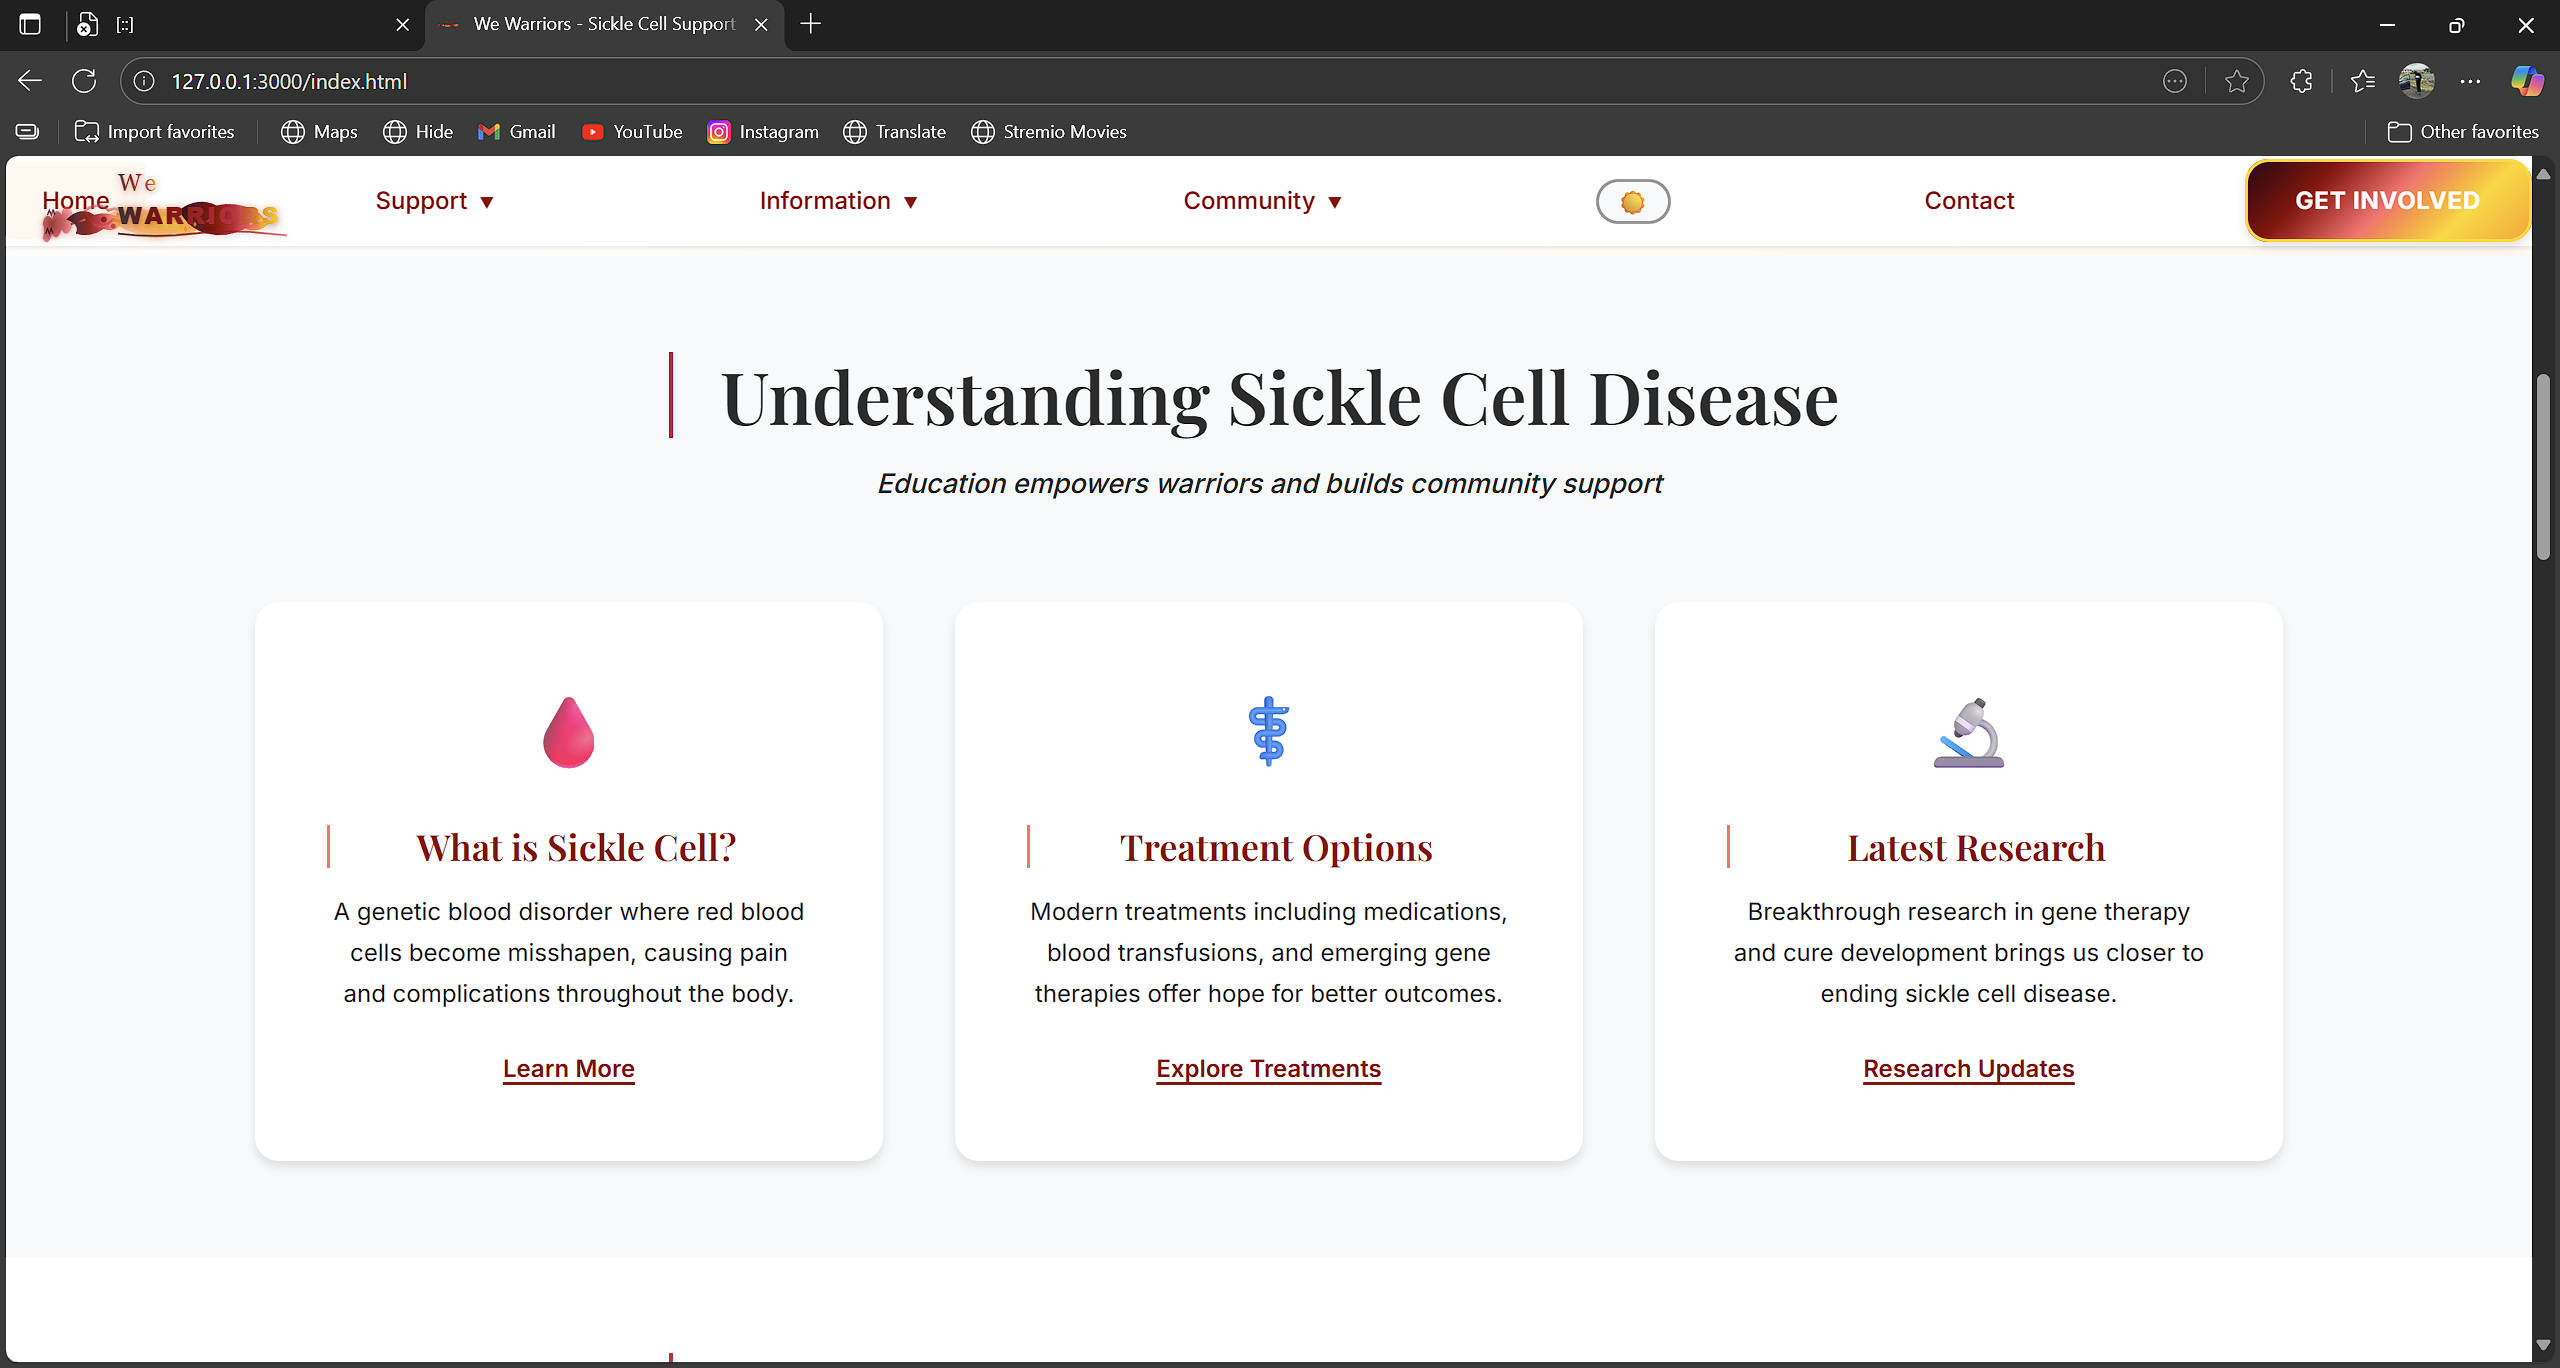 [::]
We Warriors - Sickle Cell Support
127.0.0.1:3000/index.html
Import favorites
Maps
Hide
Gmail
YouTube
Instagram
Translate
Stremio Movies
Other favorites
We
WARRIORS
Home
Support ▼
Information ▼
Community ▼
Contact
GET INVOLVED
Understanding Sickle Cell Disease
Education empowers warriors and builds community support
What is Sickle Cell?
A genetic blood disorder where red blood
cells become misshapen, causing pain
and complications throughout the body.
Learn More
Treatment Options
Modern treatments including medications,
blood transfusions, and emerging gene
therapies offer hope for better outcomes.
Explore Treatments
Latest Research
Breakthrough research in gene therapy
and cure development brings us closer to
ending sickle cell disease.
Research Updates